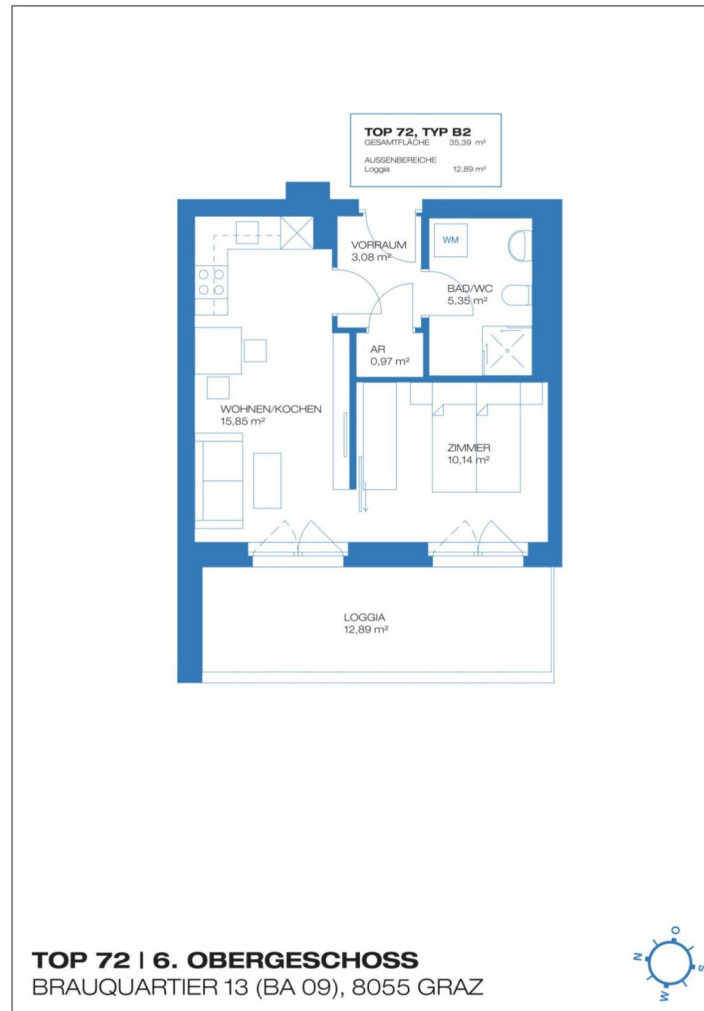 TOP 72, TYP B2
GESAMTFLÄCHE 35,39 m²
AUSSENBEREICHE
Loggia 12,89 m²
VORRAUM
3,08 m²
WM
BAD/WC
5,35 m²
AR
0,97 m²
WOHNEN/KOCHEN
15,85 m²
ZIMMER
10,14 m²
LOGGIA
12,89 m²
TOP 72 | 6. OBERGESCHOSS
BRAUQUARTIER 13 (BA 09), 8055 GRAZ
N
O
S
W